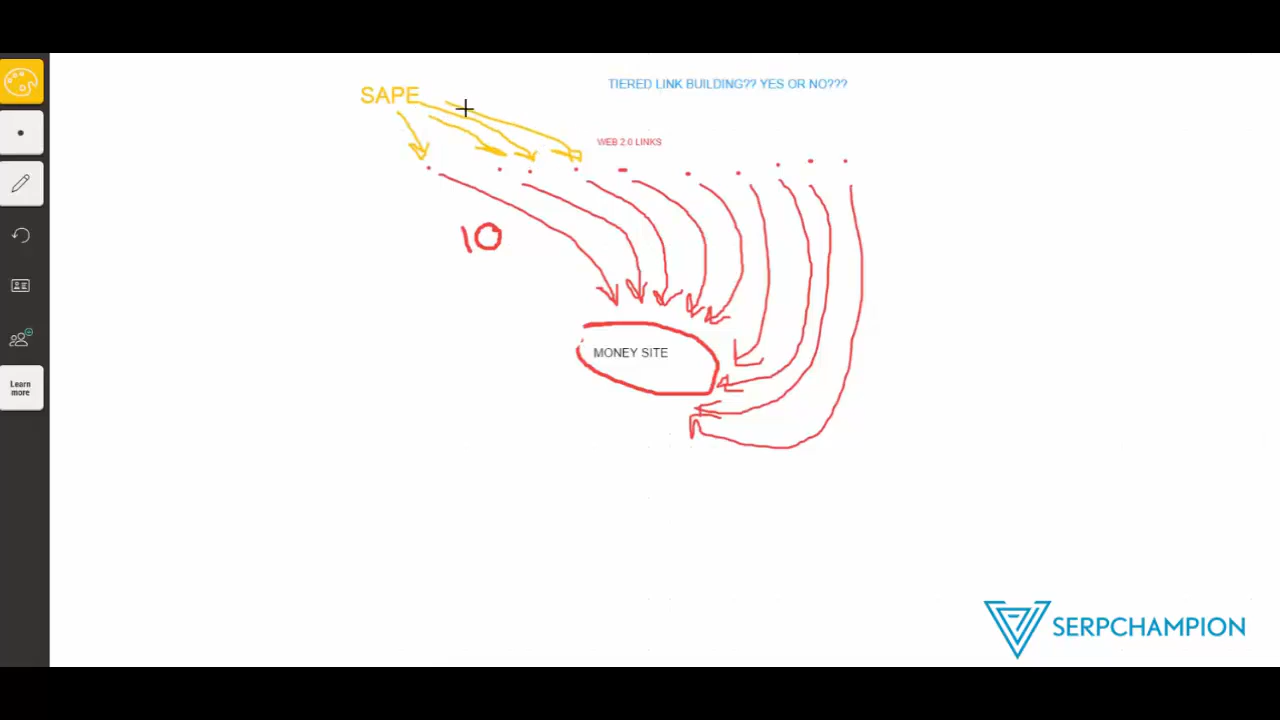 TIERED LINK BUILDING?? YES OR NO???
SAPE
WEB 2.0 LINKS
10
MONEY SITE
Learn
more
SERPCHAMPION